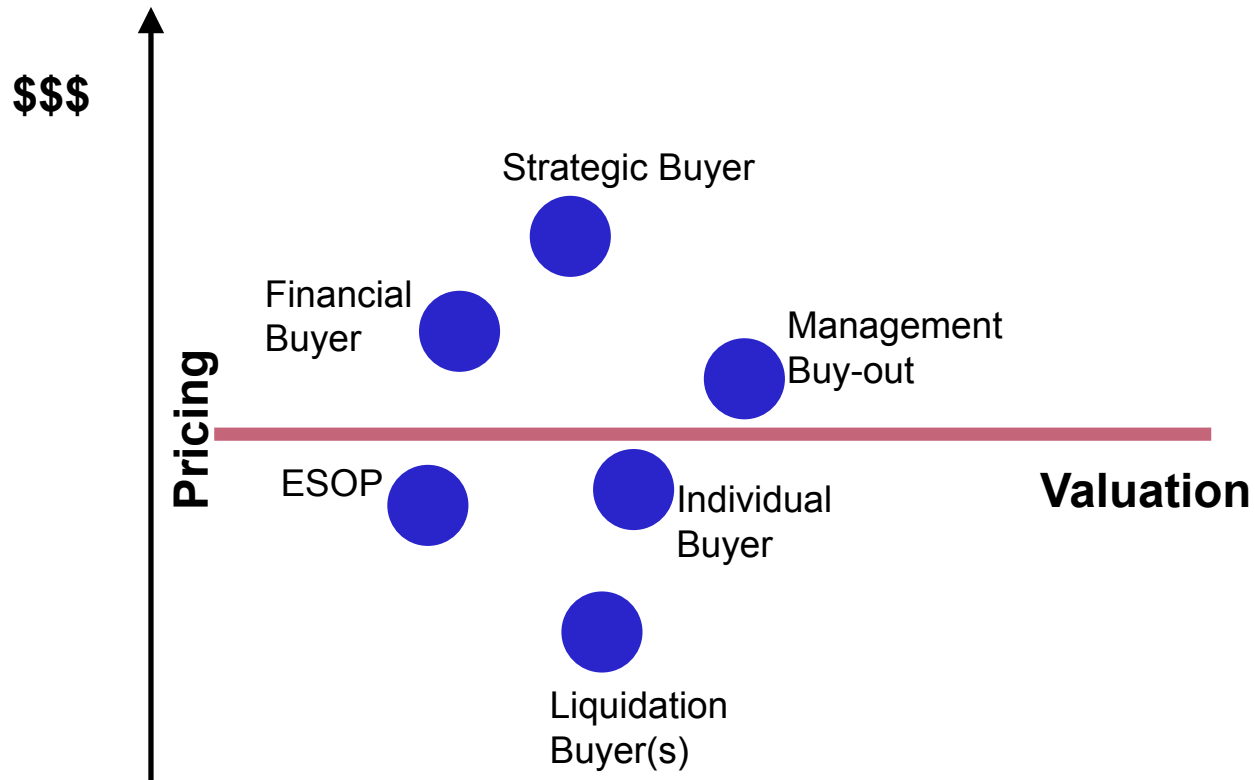 $$$
Strategic Buyer
Financial
Buyer
Management
Buy-out
Pricing
ESOP
Valuation
Individual
Buyer
Liquidation
Buyer(s)